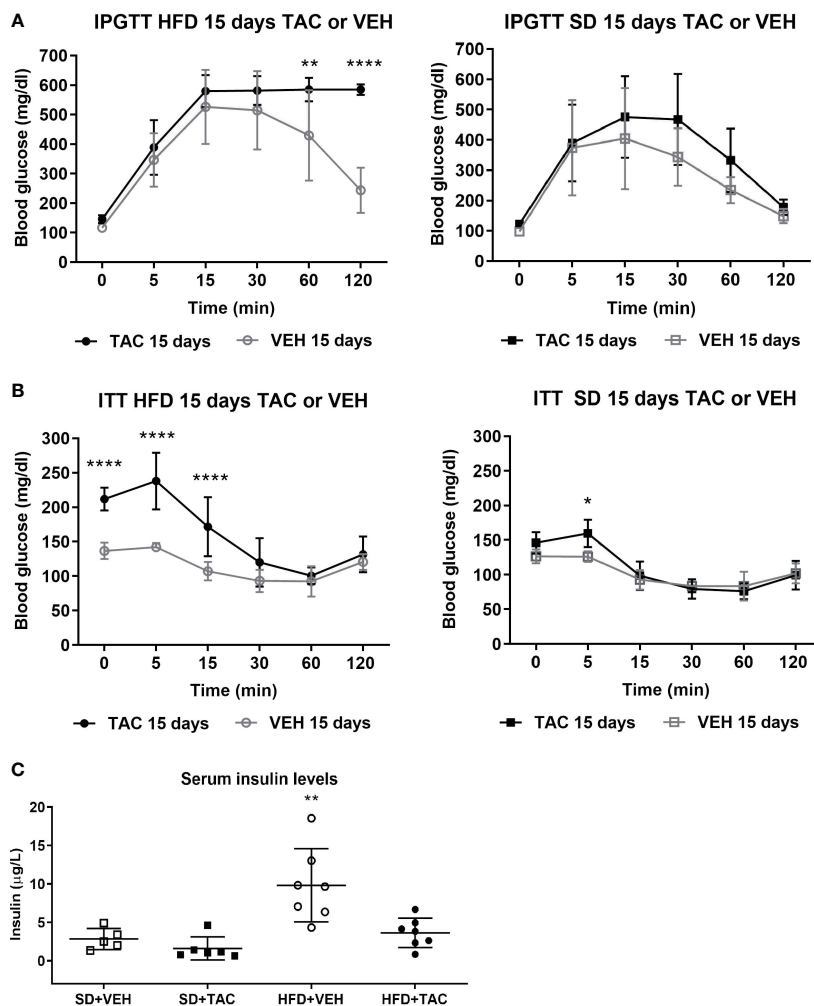 A
IPGTT HFD 15 days TAC or VEH
Blood glucose (mg/dl)
700
600
500
400
300
200
100
0
** ****
0 5 15 30 60 120
Time (min)
TAC 15 days VEH 15 days
IPGTT SD 15 days TAC or VEH
Blood glucose (mg/dl)
700
600
500
400
300
200
100
0
0 5 15 30 60 120
Time (min)
TAC 15 days VEH 15 days
B
ITT HFD 15 days TAC or VEH
Blood glucose (mg/dl)
300
250
200
150
100
50
0
**** **** ****
0 5 15 30 60 120
Time (min)
TAC 15 days VEH 15 days
ITT SD 15 days TAC or VEH
Blood glucose (mg/dl)
300
250
200
150
100
50
0
*
0 5 15 30 60 120
Time (min)
TAC 15 days VEH 15 days
C
Serum insulin levels
Insulin (µg/L)
20
15
10
5
0
**
SD+VEH SD+TAC HFD+VEH HFD+TAC